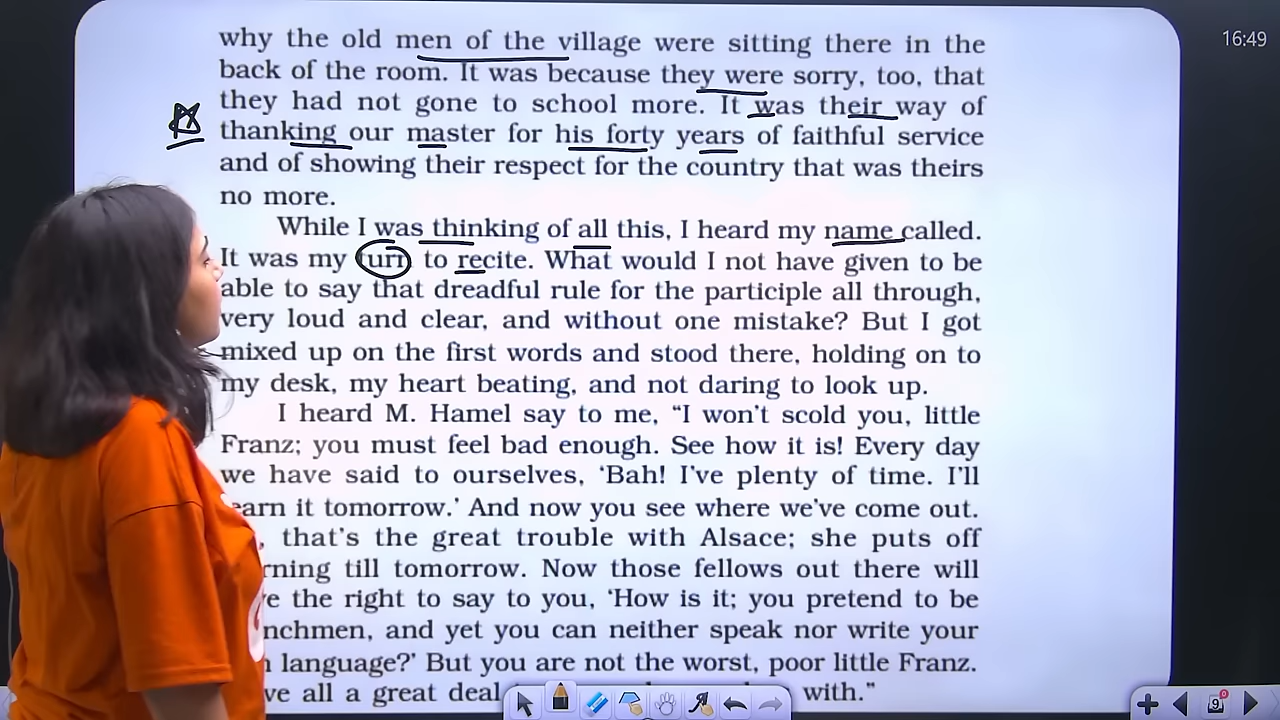 16:49
why the old men of the village were sitting there in the
back of the room. It was because they were sorry, too, that
they had not gone to school more. It was their way of
thanking our master for his forty years of faithful service
and of showing their respect for the country that was theirs
no more.
While I was thinking of all this, I heard my name called.
It was my turn to recite. What would I not have given to be
able to say that dreadful rule for the participle all through,
very loud and clear, and without one mistake? But I got
mixed up on the first words and stood there, holding on to
my desk, my heart beating, and not daring to look up.
I heard M. Hamel say to me, “I won’t scold you, little
Franz; you must feel bad enough. See how it is! Every day
we have said to ourselves, ‘Bah! I’ve plenty of time. I’ll
earn it tomorrow.’ And now you see where we’ve come out.
, that’s the great trouble with Alsace; she puts off
rning till tomorrow. Now those fellows out there will
e the right to say to you, ‘How is it; you pretend to be
nchmen, and yet you can neither speak nor write your
language?’ But you are not the worst, poor little Franz.
ve all a great deal with.”
9